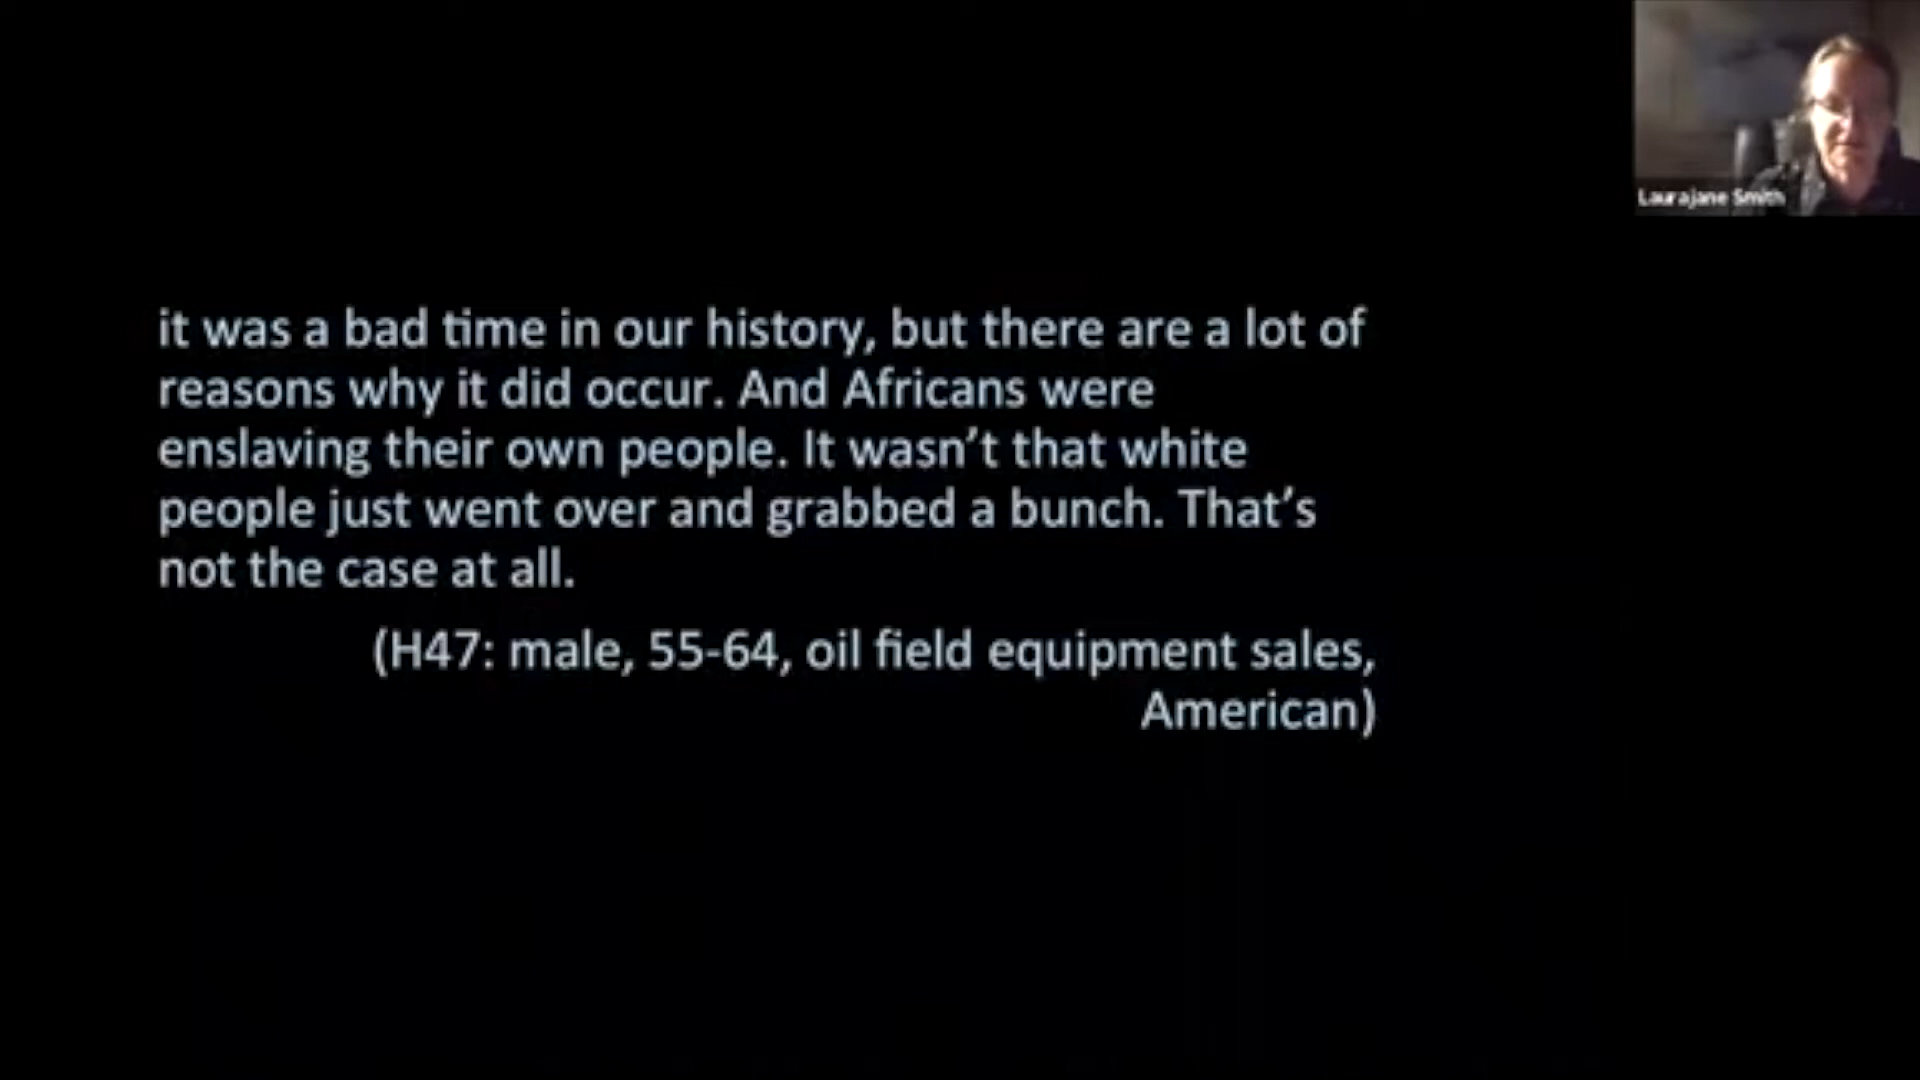 Laurajane Smith
it was a bad time in our history, but there are a lot of
reasons why it did occur. And Africans were
enslaving their own people. It wasn't that white
people just went over and grabbed a bunch. That's
not the case at all.
(H47: male, 55-64, oil field equipment sales,
American)